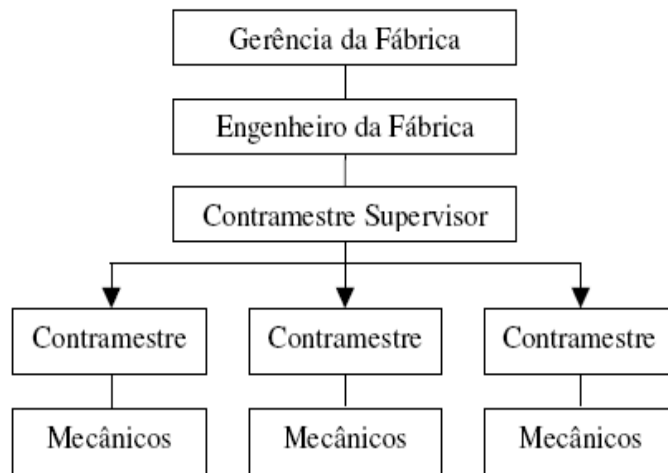 Gerência da Fábrica
Engenheiro da Fábrica
Contramestre Supervisor
Contramestre
Contramestre
Contramestre
Mecânicos
Mecânicos
Mecânicos